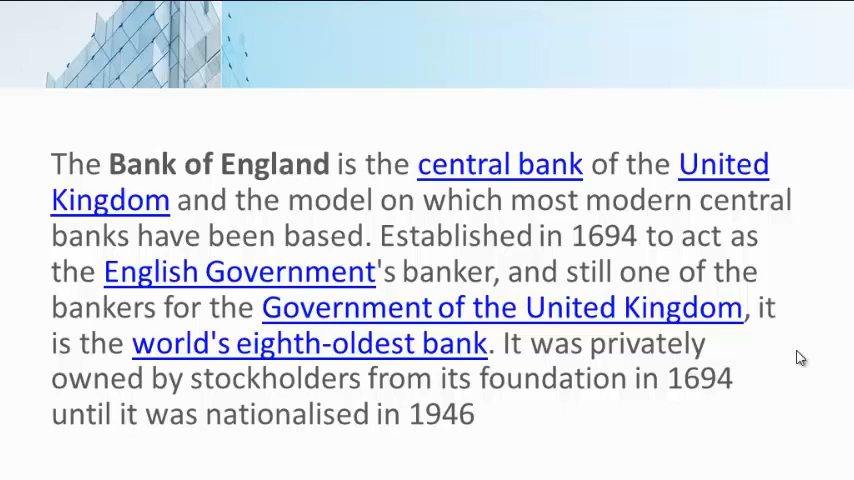 The Bank of England is the central bank of the United
Kingdom and the model on which most modern central
banks have been based. Established in 1694 to act as
the English Government's banker, and still one of the
bankers for the Government of the United Kingdom, it
is the world's eighth-oldest bank. It was privately
owned by stockholders from its foundation in 1694
until it was nationalised in 1946